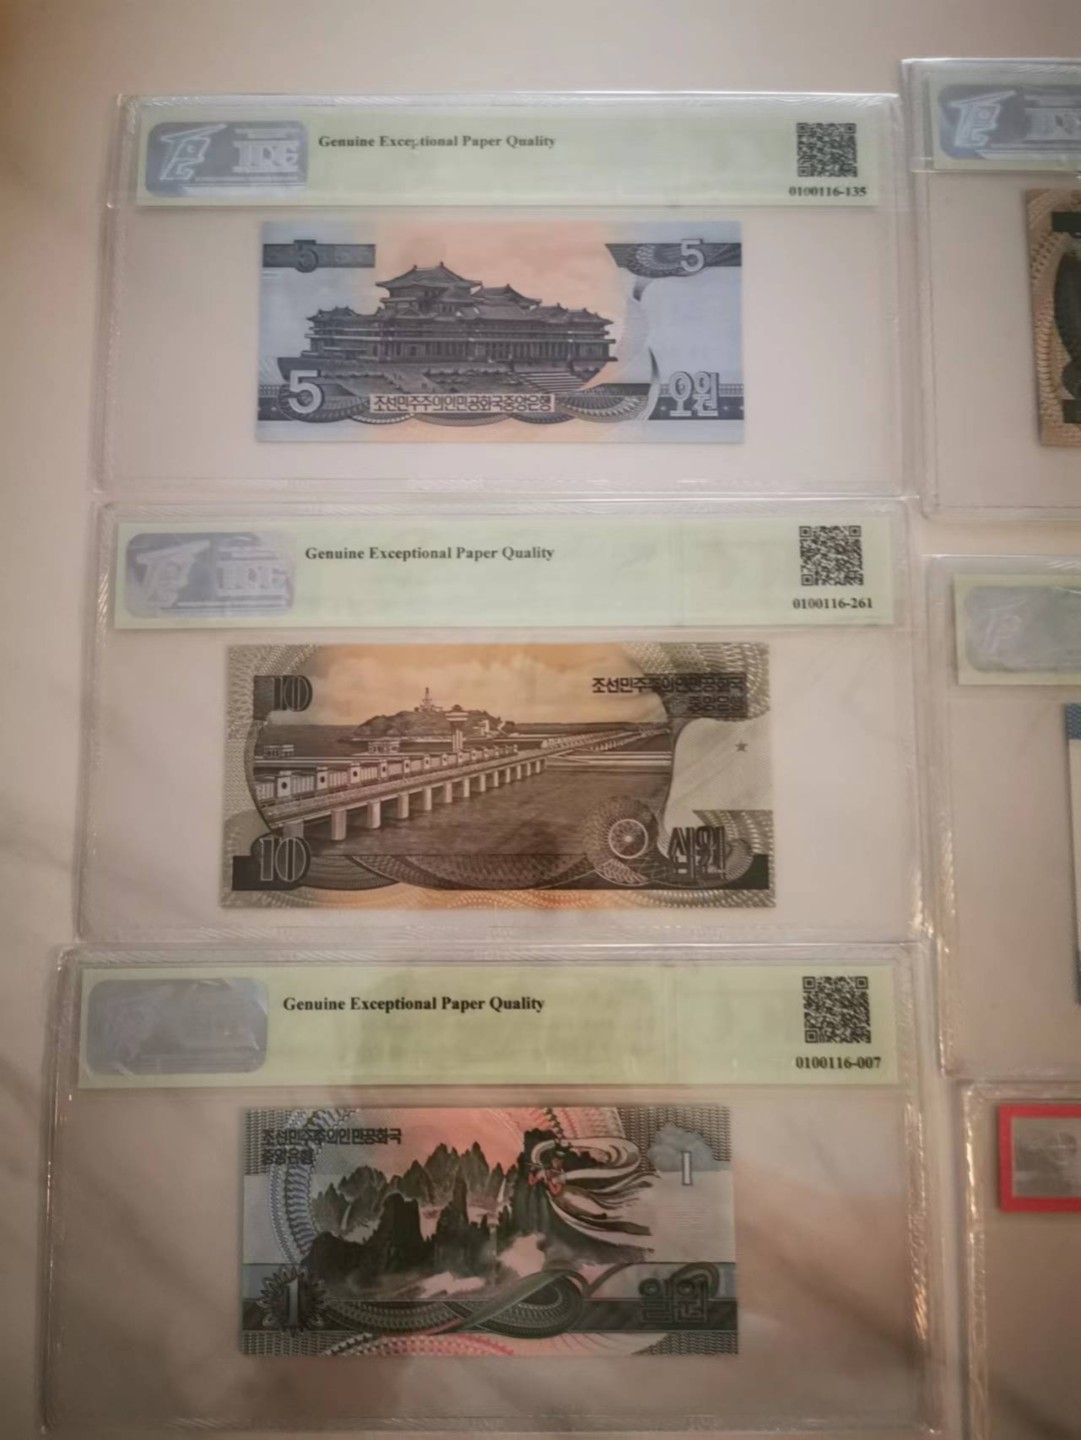 TQG
Genuine Exceptional Paper Quality
0100116-135
5
5
5
조선민주주의인민공화국중앙은행
오원
Genuine Exceptional Paper Quality
0100116-261
10
조선민주주의인민공화국
중앙은행
10
십원
Genuine Exceptional Paper Quality
0100116-007
조선민주주의인민공화국
중앙은행
1
1
일원